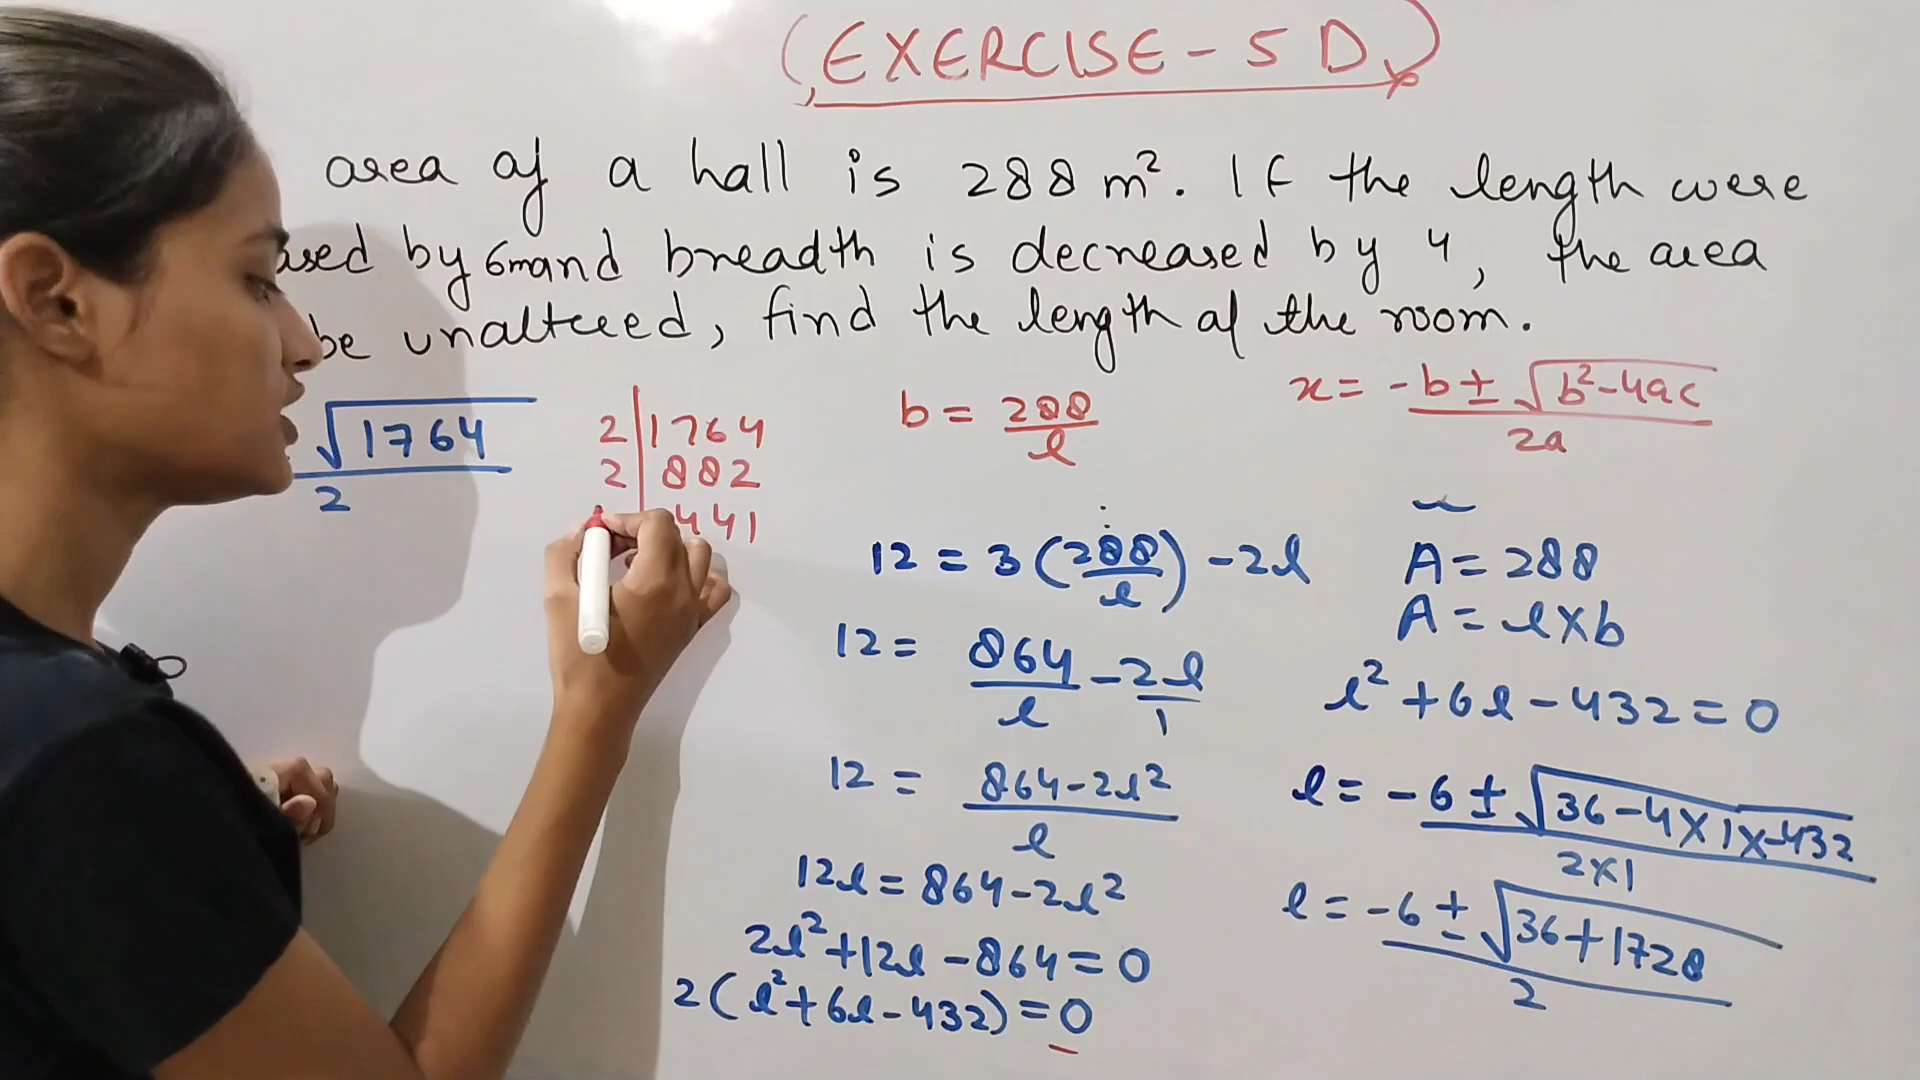 (EXERCISE - 5 D)
area of a hall is 288 m². If the length were
ased by 6m and breadth is decreased by 4, the area
be unaltered, find the length of the room.
√1764
2
2 | 1764
2 | 882
441
b = 288/l
x = -b ± √b²-4ac
2a
12 = 3(288/l) - 2l
12 = 864/l - 2l/1
12 = 864-2l²/l
12l = 864-2l²
2l²+12l-864=0
2(l²+6l-432)=0
A = 288
A = l×b
l²+6l-432=0
l = -6 ± √36-4×1×-432
2×1
l = -6 ± √36+1728
2